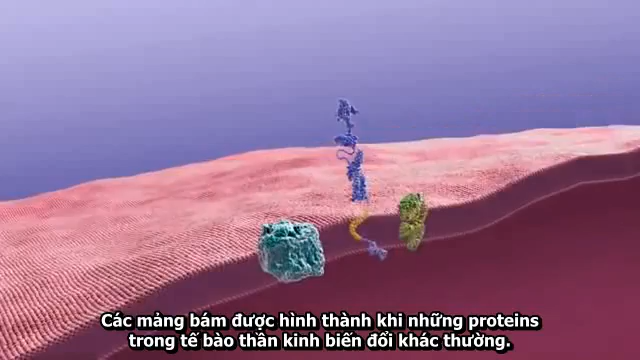 Các mảng bám được hình thành khi những proteins
trong tế bào thần kinh biến đổi khác thường.